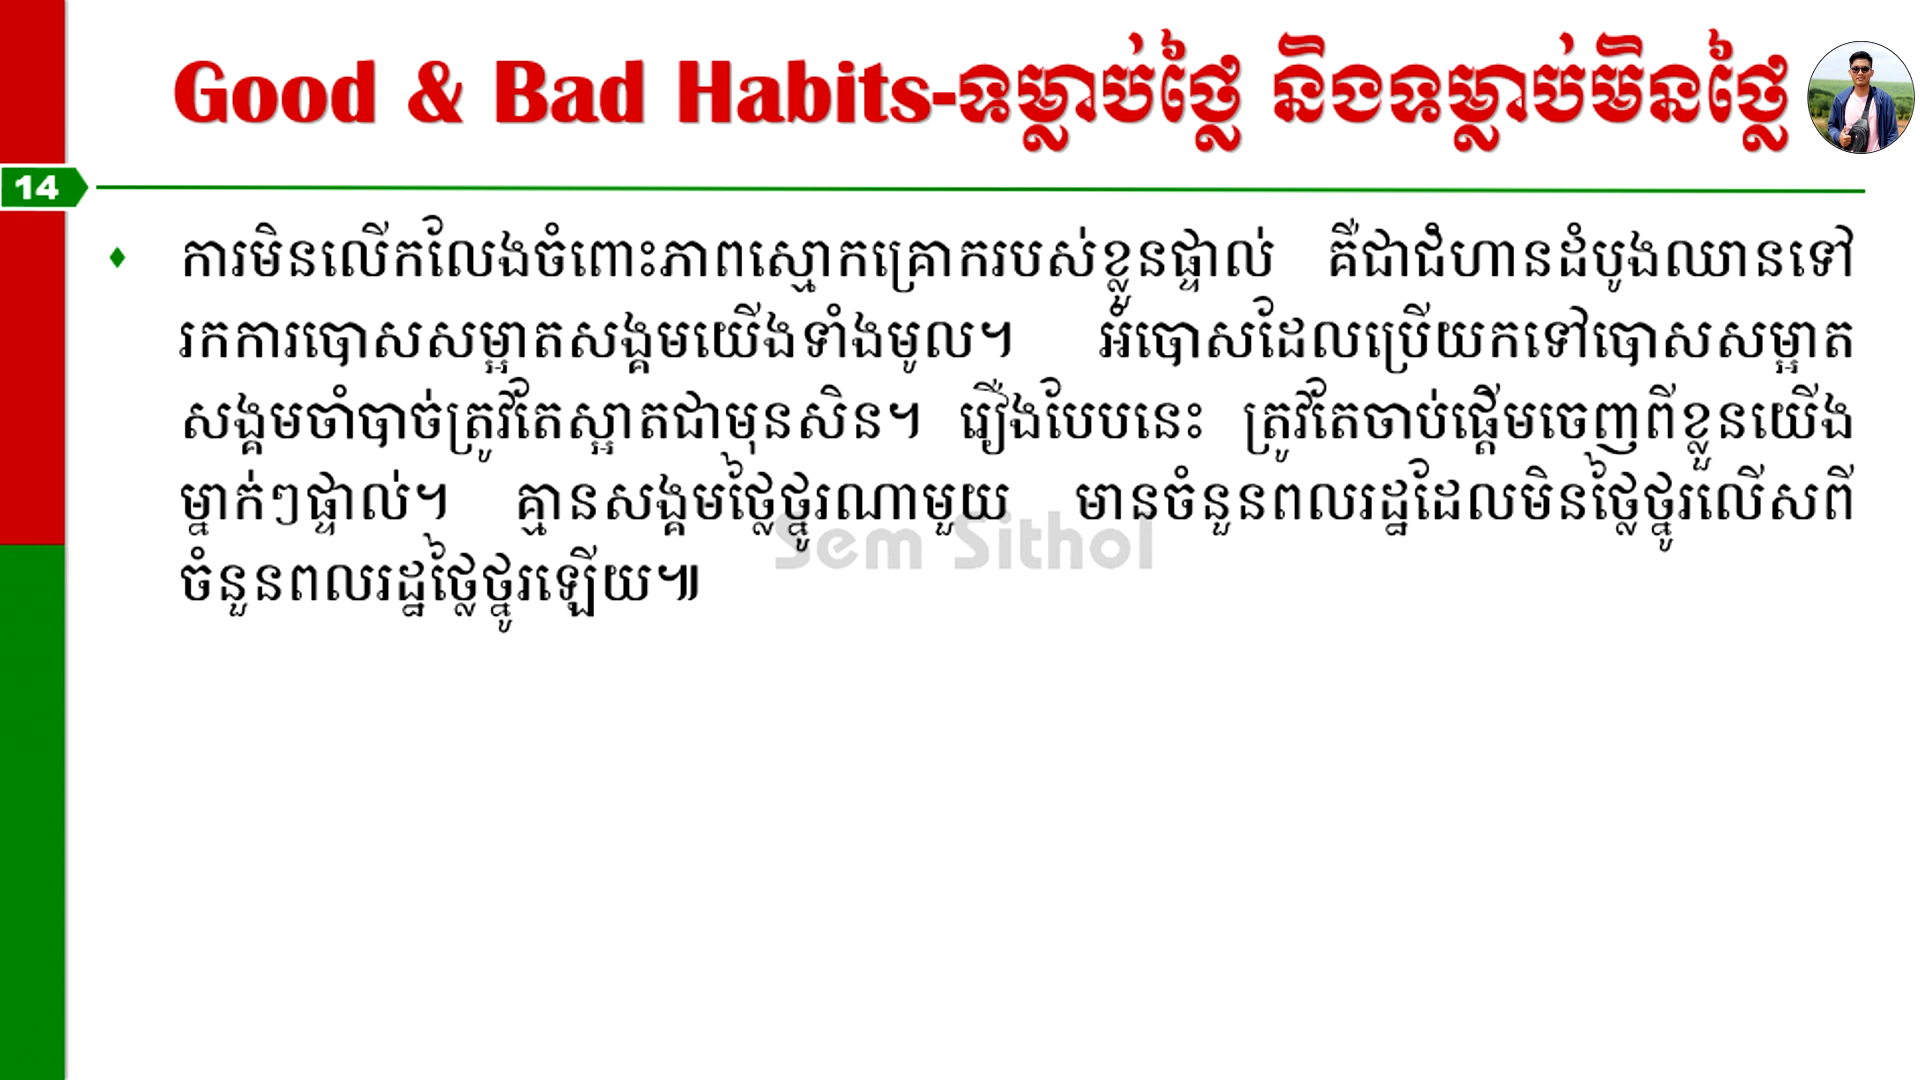 Good & Bad Habits-ទម្លាប់ថ្លៃ និងទម្លាប់មិនថ្លៃ
14
ការមិនលើកលែងចំពោះភាពស្មោកគ្រោករបស់ខ្លួនផ្ទាល់ គឺជាជំហានដំបូងឈានទៅ
រកការបោសសម្អាតសង្គមយើងទាំងមូល។ អំបោសដែលប្រើយកទៅបោសសម្អាត
សង្គមចាំបាច់ត្រូវតែស្អាតជាមុនសិន។ រឿងបែបនេះ ត្រូវតែចាប់ផ្ដើមចេញពីខ្លួនយើង
ម្នាក់ៗផ្ទាល់។ គ្មានសង្គមថ្លៃថ្នូរណាមួយ មានចំនួនពលរដ្ឋដែលមិនថ្លៃថ្នូរលើសពី
ចំនួនពលរដ្ឋថ្លៃថ្នូរឡើយ៕
Sem Sithol